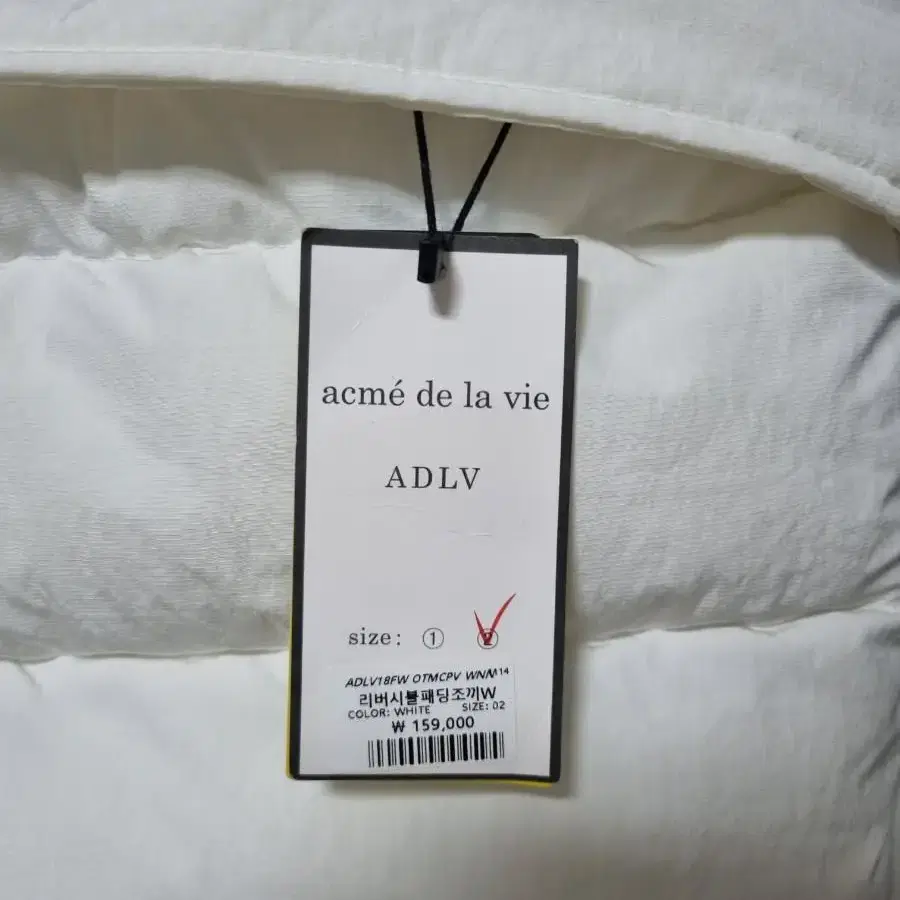 acmé de la vie
ADLV
size: ① ②
ADLV18FW OTMCPV WNM14
리버시블패딩조끼W
COLOR: WHITE SIZE: 02
₩ 159,000